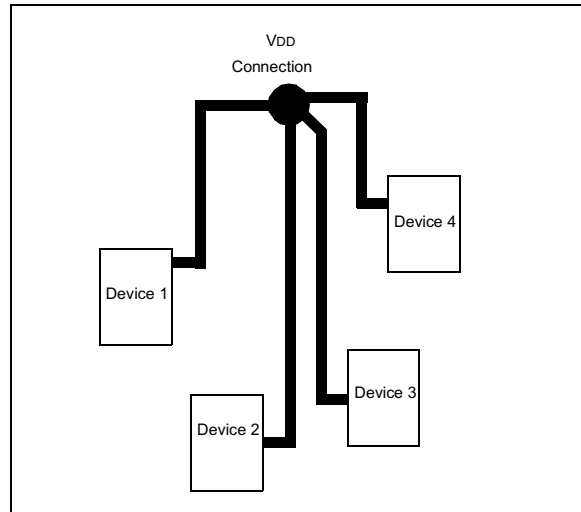 VDD
Connection
Device 4
Device 1
Device 3
Device 2